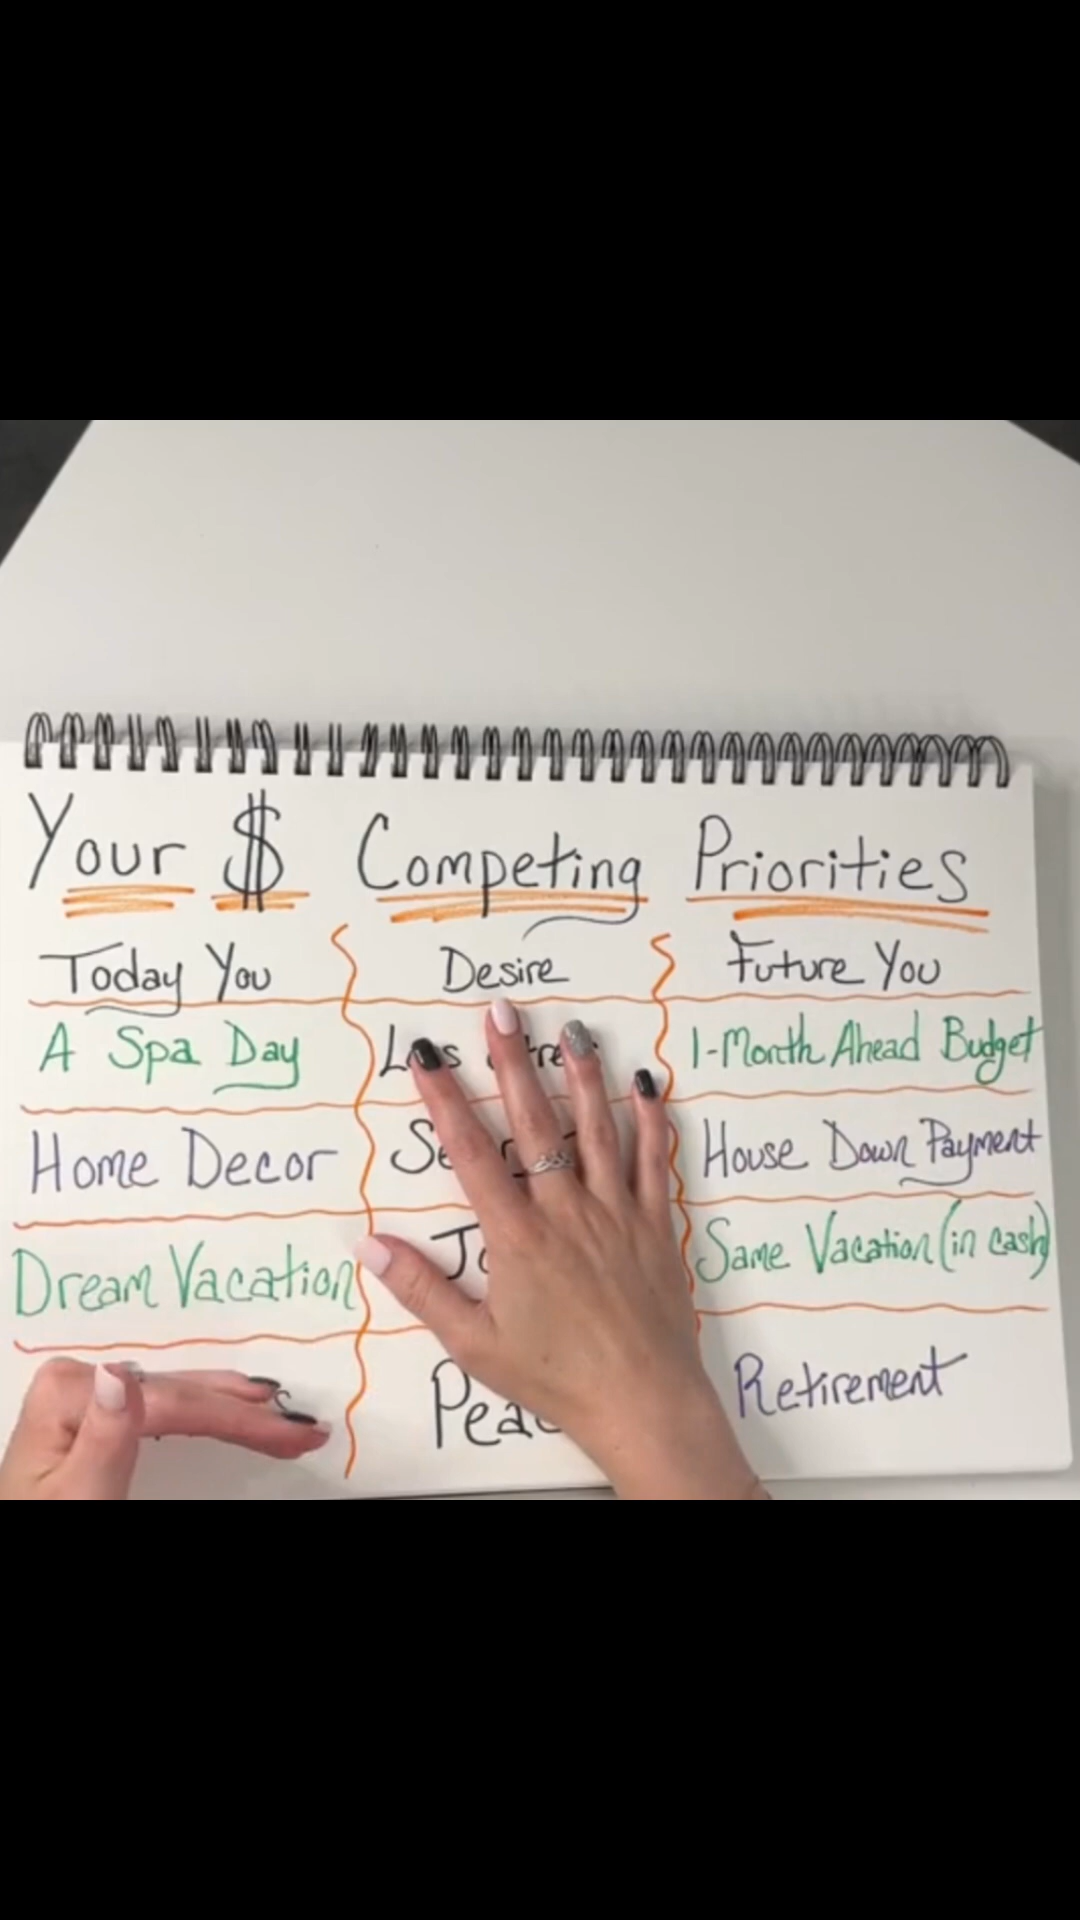 Your $ Competing Priorities
Today You Desire Future You
A Spa Day 1-Month Ahead Budget
Home Decor House Down Payment
Dream Vacation Same Vacation (in cash)
Retirement